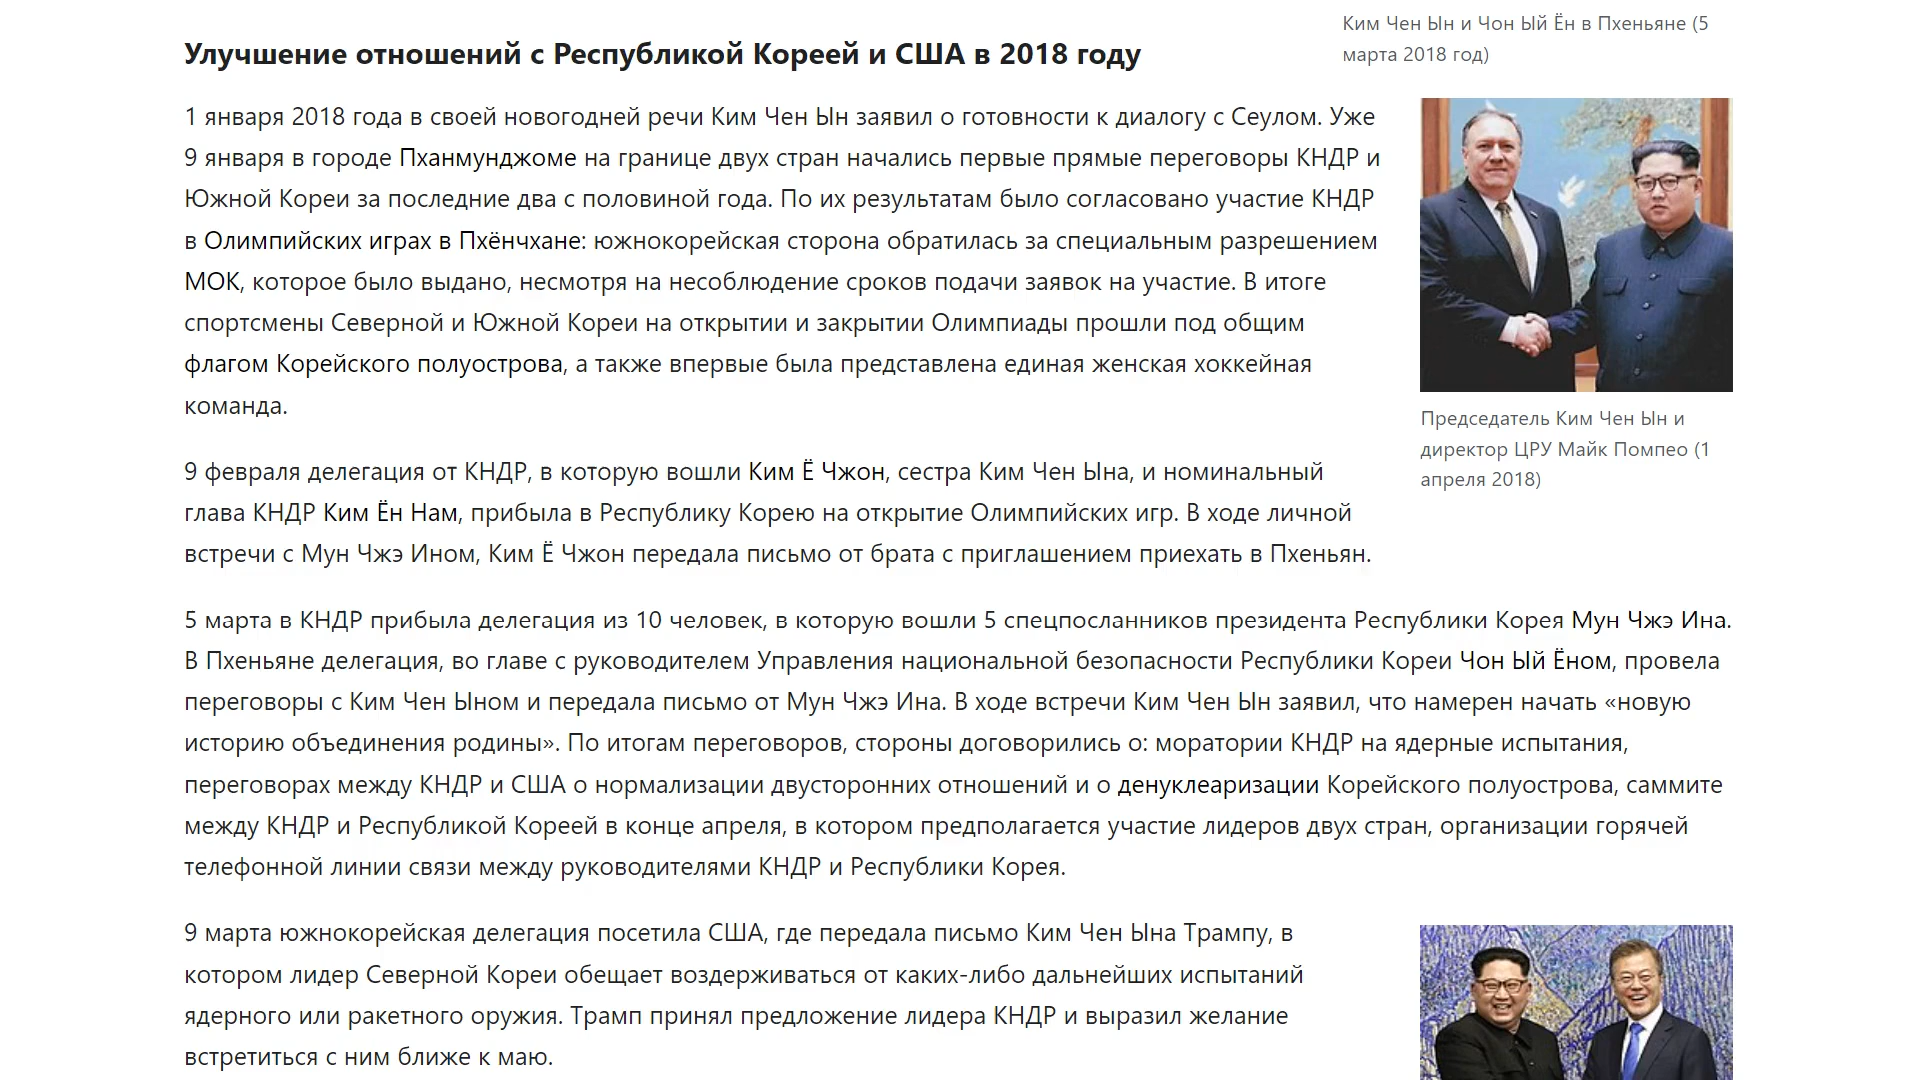 Ким Чен Ын и Чон Ый Ён в Пхеньяне (5
марта 2018 год)
Улучшение отношений с Республикой Кореей и США в 2018 году
1 января 2018 года в своей новогодней речи Ким Чен Ын заявил о готовности к диалогу с Сеулом. Уже
9 января в городе Пханмунджоме на границе двух стран начались первые прямые переговоры КНДР и
Южной Кореи за последние два с половиной года. По их результатам было согласовано участие КНДР
в Олимпийских играх в Пхёнчхане: южнокорейская сторона обратилась за специальным разрешением
МОК, которое было выдано, несмотря на несоблюдение сроков подачи заявок на участие. В итоге
спортсмены Северной и Южной Кореи на открытии и закрытии Олимпиады прошли под общим
флагом Корейского полуострова, а также впервые была представлена единая женская хоккейная
команда.
Председатель Ким Чен Ын и
директор ЦРУ Майк Помпео (1
апреля 2018)
9 февраля делегация от КНДР, в которую вошли Ким Ё Чжон, сестра Ким Чен Ына, и номинальный
глава КНДР Ким Ён Нам, прибыла в Республику Корею на открытие Олимпийских игр. В ходе личной
встречи с Мун Чжэ Ином, Ким Ё Чжон передала письмо от брата с приглашением приехать в Пхеньян.
5 марта в КНДР прибыла делегация из 10 человек, в которую вошли 5 спецпосланников президента Республики Корея Мун Чжэ Ина.
В Пхеньяне делегация, во главе с руководителем Управления национальной безопасности Республики Кореи Чон Ый Ёном, провела
переговоры с Ким Чен Ыном и передала письмо от Мун Чжэ Ина. В ходе встречи Ким Чен Ын заявил, что намерен начать «новую
историю объединения родины». По итогам переговоров, стороны договорились о: моратории КНДР на ядерные испытания,
переговорах между КНДР и США о нормализации двусторонних отношений и о денуклеаризации Корейского полуострова, саммите
между КНДР и Республикой Кореей в конце апреля, в котором предполагается участие лидеров двух стран, организации горячей
телефонной линии связи между руководителями КНДР и Республики Корея.
9 марта южнокорейская делегация посетила США, где передала письмо Ким Чен Ына Трампу, в
котором лидер Северной Кореи обещает воздерживаться от каких-либо дальнейших испытаний
ядерного или ракетного оружия. Трамп принял предложение лидера КНДР и выразил желание
встретиться с ним ближе к маю.